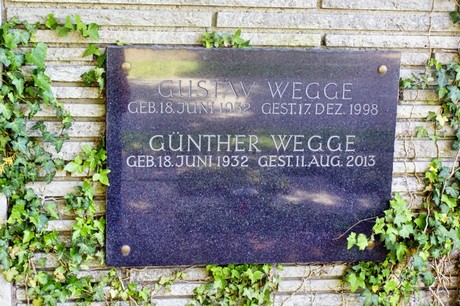 GUSTAV WEGGE
GEB. 18. JUNI 1932 GEST. 17. DEZ. 1998
GÜNTHER WEGGE
GEB. 18. JUNI 1932 GEST. 11. AUG. 2013